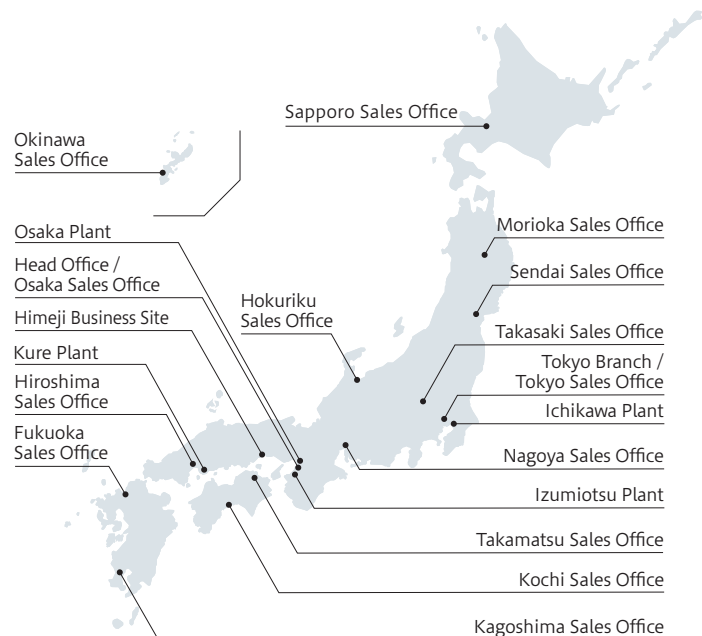 Sapporo Sales Office
Okinawa
Sales Office
Osaka Plant
Head Office /
Osaka Sales Office
Himeji Business Site
Kure Plant
Hiroshima
Sales Office
Fukuoka
Sales Office
Hokuriku
Sales Office
Morioka Sales Office
Sendai Sales Office
Takasaki Sales Office
Tokyo Branch /
Tokyo Sales Office
Ichikawa Plant
Nagoya Sales Office
Izumiotsu Plant
Takamatsu Sales Office
Kochi Sales Office
Kagoshima Sales Office